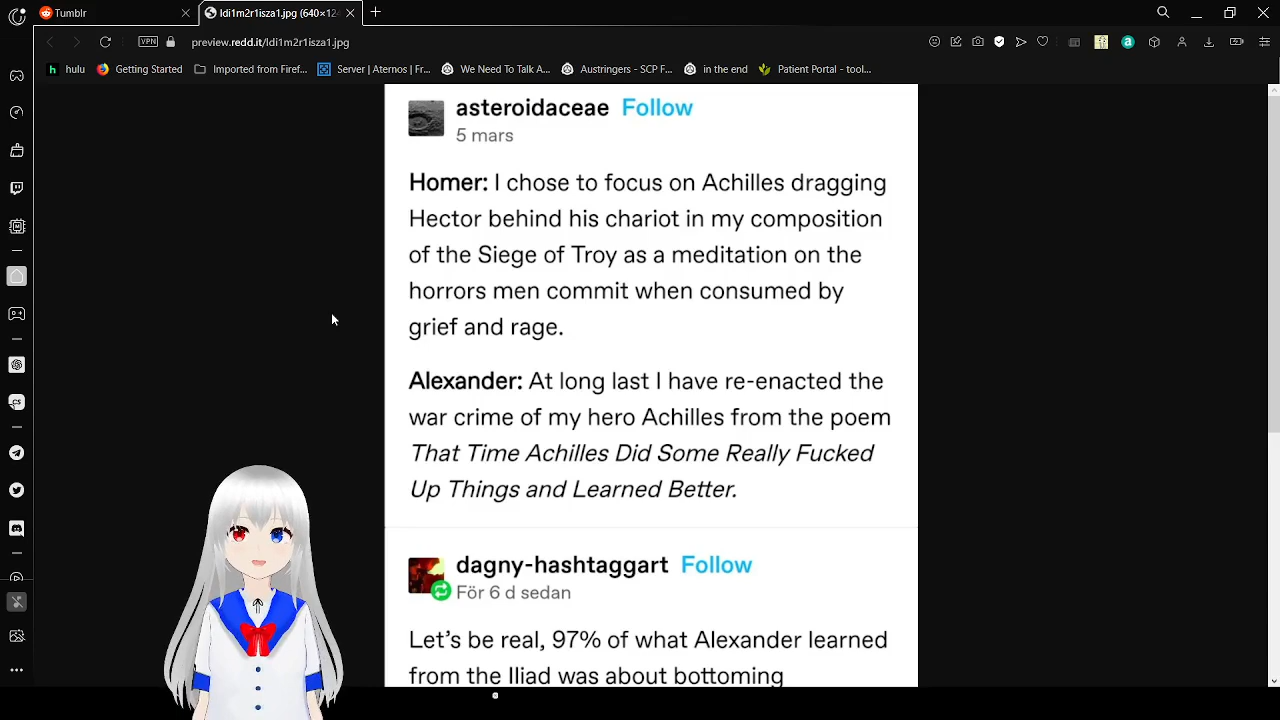 Tumblr
ldi1m2r1isza1.jpg (640×124
VPN
preview.redd.it/ldi1m2r1isza1.jpg
hulu
Getting Started
Imported from Firef...
Server | Aternos | Fr...
We Need To Talk A...
Austringers - SCP F...
in the end
Patient Portal - tool...
asteroidaceae Follow
5 mars
Homer: I chose to focus on Achilles dragging
Hector behind his chariot in my composition
of the Siege of Troy as a meditation on the
horrors men commit when consumed by
grief and rage.
Alexander: At long last I have re-enacted the
war crime of my hero Achilles from the poem
That Time Achilles Did Some Really Fucked
Up Things and Learned Better.
dagny-hashtaggart Follow
För 6 d sedan
Let's be real, 97% of what Alexander learned
from the Iliad was about bottoming